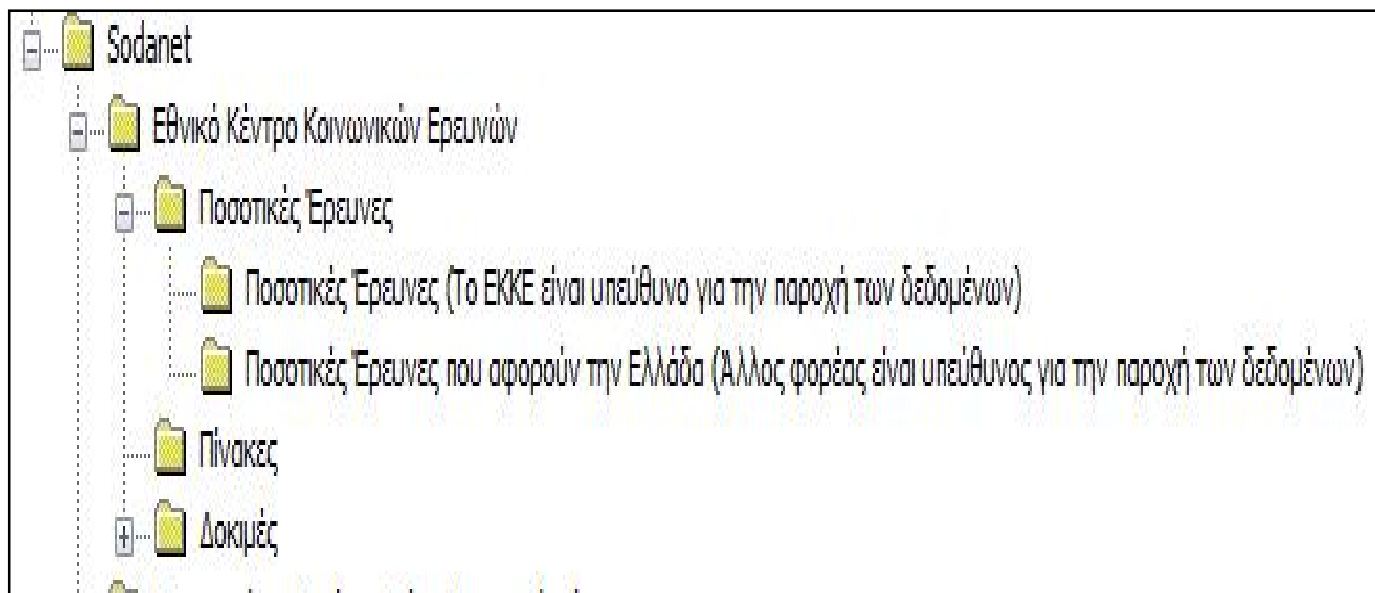 Sodanet
Εθνικό Κέντρο Κοινωνικών Ερευνών
Ποσοτικές Έρευνες
Ποσοτικές Έρευνες (Το ΕΚΚΕ είναι υπεύθυνο για την παροχή των δεδομένων)
Ποσοτικές Έρευνες που αφορούν την Ελλάδα (Άλλος φορέας είναι υπεύθυνος για την παροχή των δεδομένων)
Πίνακες
Δοκιμές